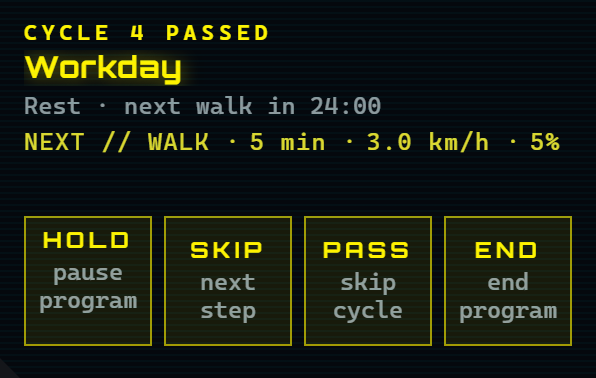 CYCLE 4 PASSED
Workday
Rest · next walk in 24:00
NEXT // WALK · 5 min · 3.0 km/h · 5%
HOLD
pause
program
SKIP
next
step
PASS
skip
cycle
END
end
program